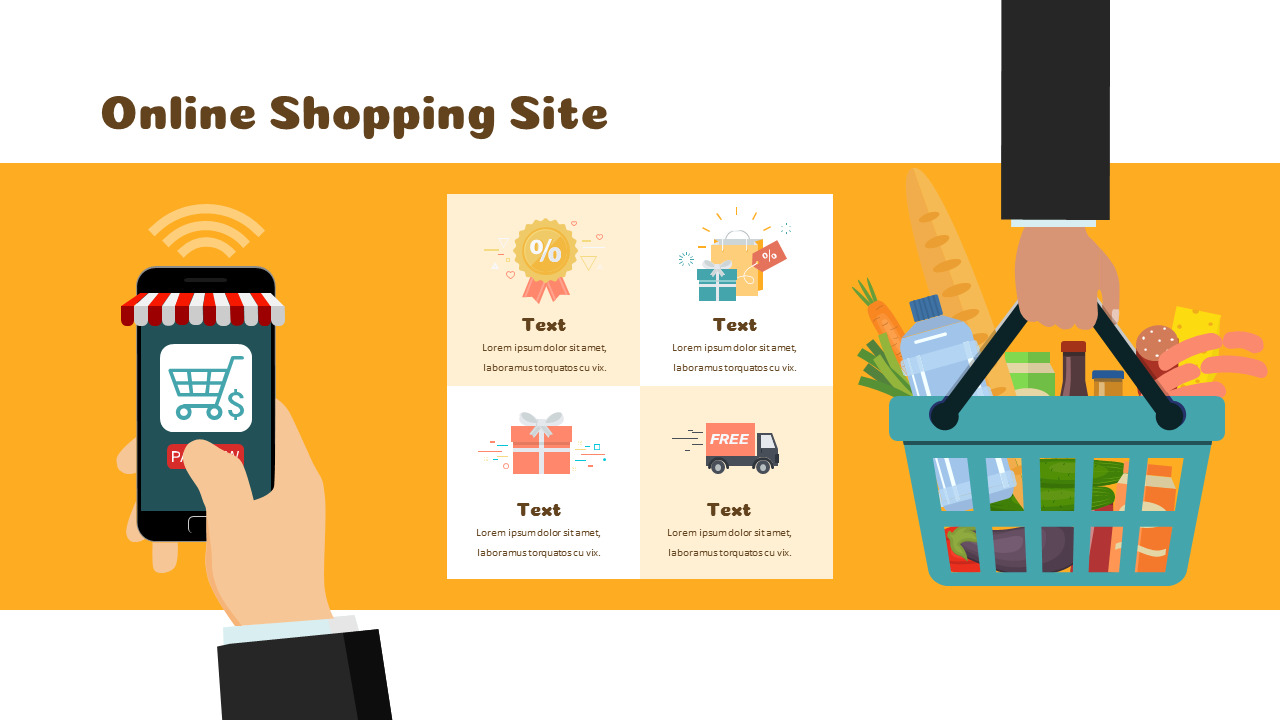 Online Shopping Site
%
%
Text
Text
Lorem ipsum dolor sit amet,
laboramus torquatos cu vix.
Lorem ipsum dolor sit amet,
laboramus torquatos cu vix.
$
FREE
Text
Text
Lorem ipsum dolor sit amet,
laboramus torquatos cu vix.
Lorem ipsum dolor sit amet,
laboramus torquatos cu vix.